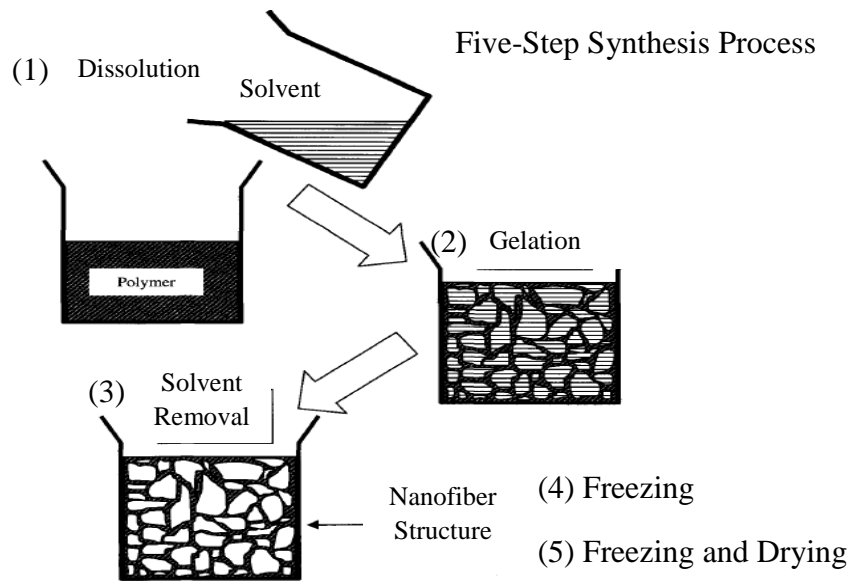 Five-Step Synthesis Process
(1) Dissolution
Solvent
Polymer
(2) Gelation
(3) Solvent
Removal
Nanofiber
Structure
(4) Freezing
(5) Freezing and Drying